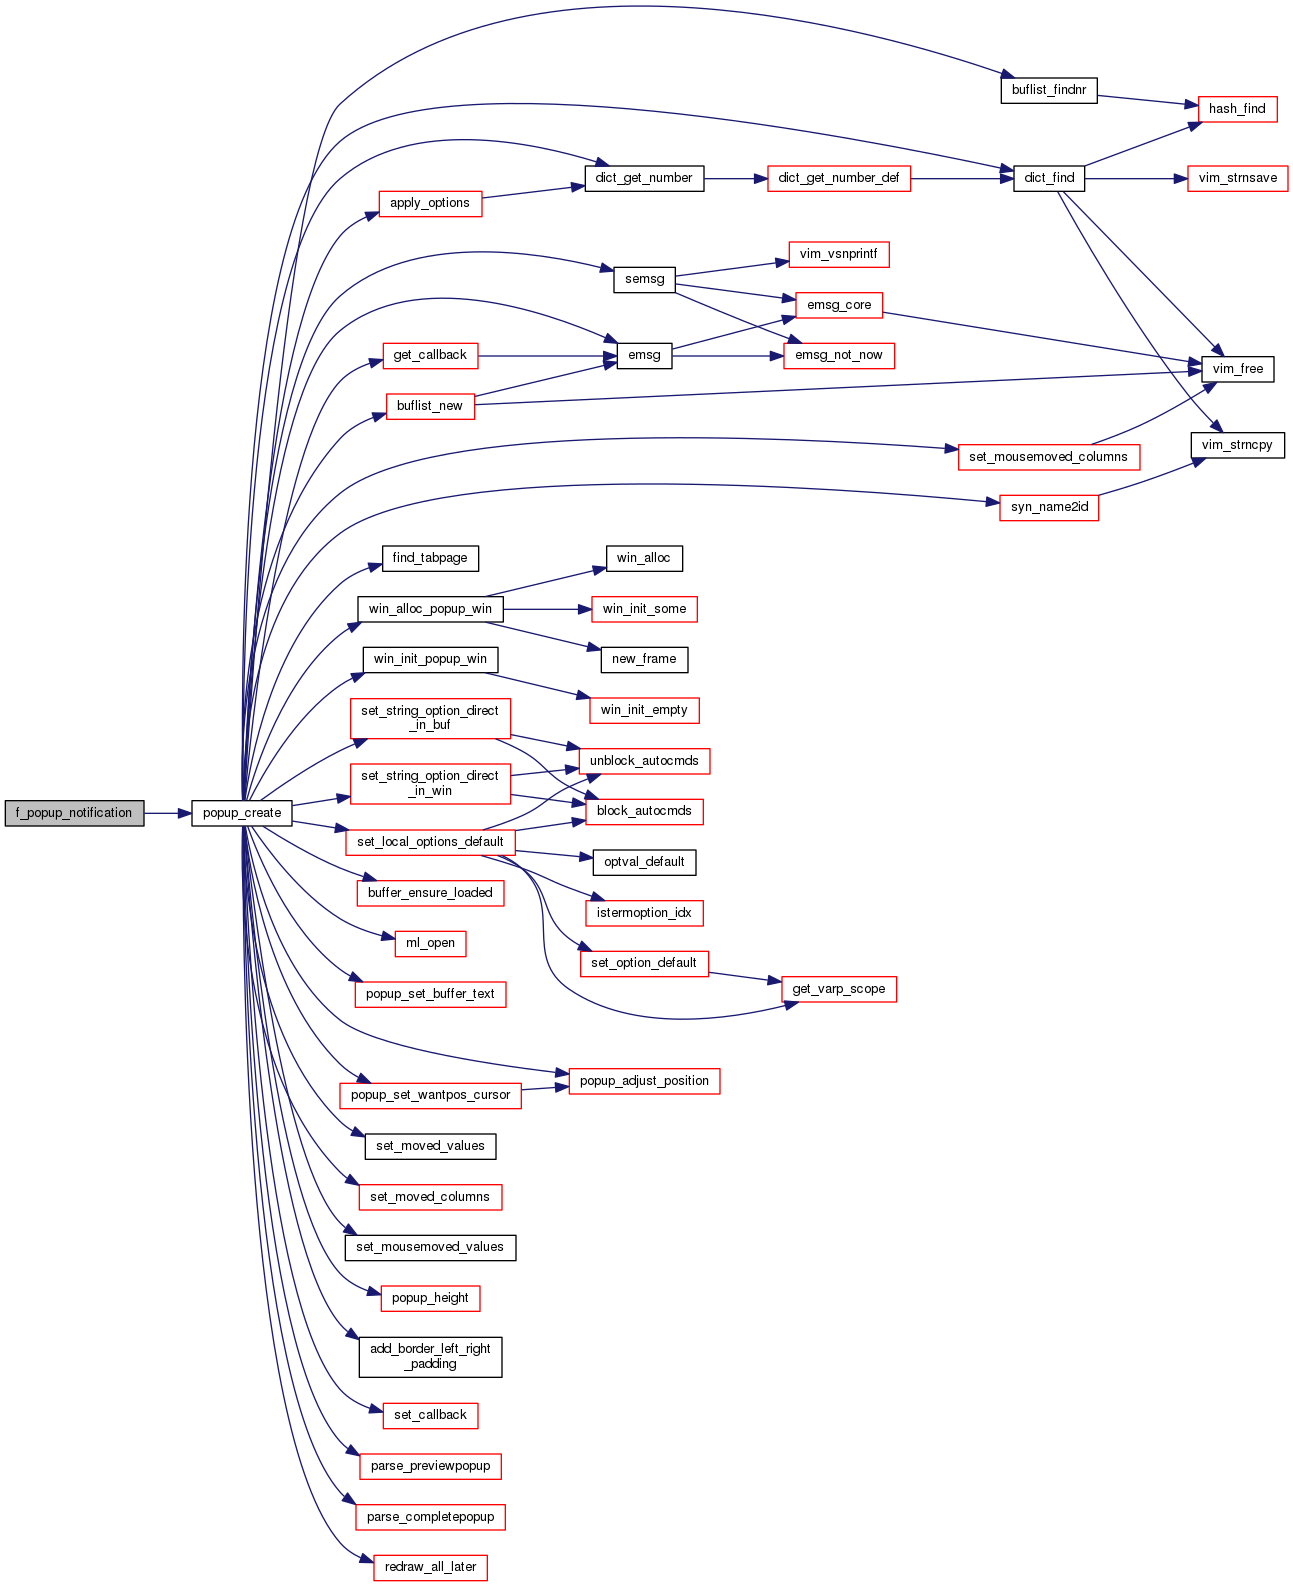 buflist_findnr
hash_find
dict_get_number
dict_get_number_def
dict_find
vim_strnsave
apply_options
vim_vsnprintf
semsg
emsg_core
get_callback
emsg
emsg_not_now
vim_free
buflist_new
vim_strncpy
set_mousemoved_columns
syn_name2id
find_tabpage
win_alloc
win_alloc_popup_win
win_init_some
win_init_popup_win
new_frame
set_string_option_direct
_in_buf
win_init_empty
unblock_autocmds
set_string_option_direct
_in_win
f_popup_notification
popup_create
block_autocmds
set_local_options_default
optval_default
buffer_ensure_loaded
istermoption_idx
ml_open
set_option_default
popup_set_buffer_text
get_varp_scope
popup_adjust_position
popup_set_wantpos_cursor
set_moved_values
set_moved_columns
set_mousemoved_values
popup_height
add_border_left_right
_padding
set_callback
parse_previewpopup
parse_completepopup
redraw_all_later